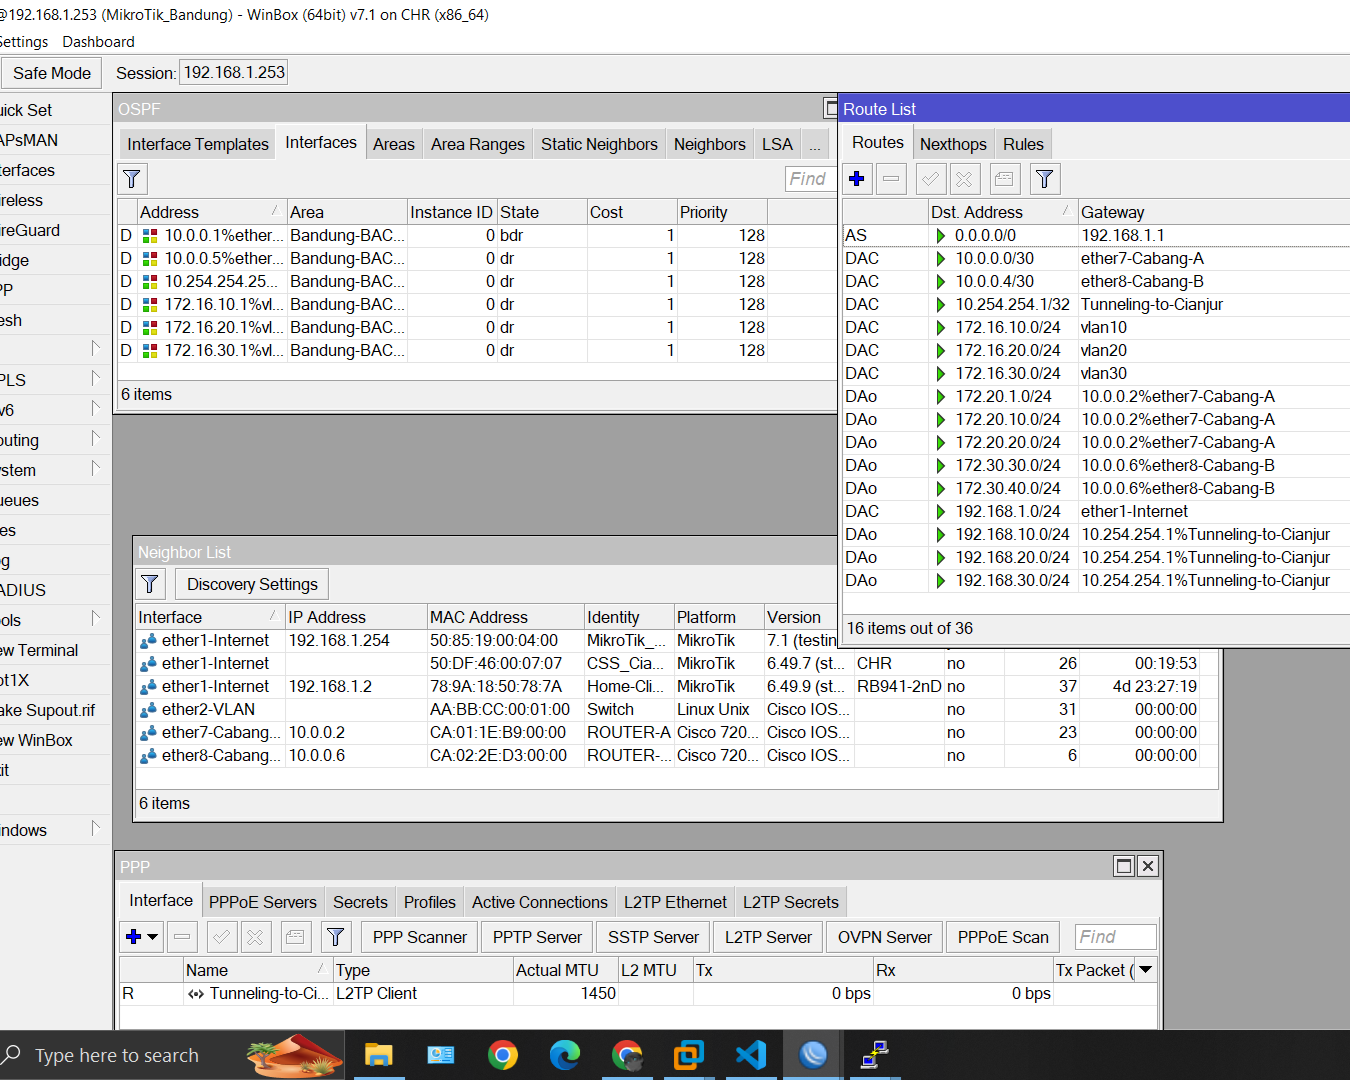 @192.168.1.253 (MikroTik_Bandung) - WinBox (64bit) v7.1 on CHR (x86_64)
Settings Dashboard
Safe Mode Session: 192.168.1.253
uick Set
APsMAN
terfaces
ireless
ireGuard
idge
PP
esh
PLS
v6
outing
ystem
ueues
es
g
ADIUS
ols
ew Terminal
ot1X
ake Supout.rif
ew WinBox
it
indows
OSPF
Interface Templates Interfaces Areas Area Ranges Static Neighbors Neighbors LSA ...
Find
Address Area Instance ID State Cost Priority
D 10.0.0.1%ether... Bandung-BAC... 0 bdr 1 128
D 10.0.0.5%ether... Bandung-BAC... 0 dr 1 128
D 10.254.254.25... Bandung-BAC... 0 dr 1 128
D 172.16.10.1%vl... Bandung-BAC... 0 dr 1 128
D 172.16.20.1%vl... Bandung-BAC... 0 dr 1 128
D 172.16.30.1%vl... Bandung-BAC... 0 dr 1 128
6 items
Route List
Routes Nexthops Rules
Dst. Address Gateway
AS 0.0.0.0/0 192.168.1.1
DAC 10.0.0.0/30 ether7-Cabang-A
DAC 10.0.0.4/30 ether8-Cabang-B
DAC 10.254.254.1/32 Tunneling-to-Cianjur
DAC 172.16.10.0/24 vlan10
DAC 172.16.20.0/24 vlan20
DAC 172.16.30.0/24 vlan30
DAo 172.20.1.0/24 10.0.0.2%ether7-Cabang-A
DAo 172.20.10.0/24 10.0.0.2%ether7-Cabang-A
DAo 172.20.20.0/24 10.0.0.2%ether7-Cabang-A
DAo 172.30.30.0/24 10.0.0.6%ether8-Cabang-B
DAo 172.30.40.0/24 10.0.0.6%ether8-Cabang-B
DAC 192.168.1.0/24 ether1-Internet
DAo 192.168.10.0/24 10.254.254.1%Tunneling-to-Cianjur
DAo 192.168.20.0/24 10.254.254.1%Tunneling-to-Cianjur
DAo 192.168.30.0/24 10.254.254.1%Tunneling-to-Cianjur
16 items out of 36
Neighbor List
Discovery Settings
Interface IP Address MAC Address Identity Platform Version
ether1-Internet 192.168.1.254 50:85:19:00:04:00 MikroTik_... MikroTik 7.1 (testin
ether1-Internet 50:DF:46:00:07:07 CSS_Cia... MikroTik 6.49.7 (st... CHR no 26 00:19:53
ether1-Internet 192.168.1.2 78:9A:18:50:78:7A Home-Cli... MikroTik 6.49.9 (st... RB941-2nD no 37 4d 23:27:19
ether2-VLAN AA:BB:CC:00:01:00 Switch Linux Unix Cisco IOS... no 31 00:00:00
ether7-Cabang... 10.0.0.2 CA:01:1E:B9:00:00 ROUTER-A Cisco 720... Cisco IOS... no 23 00:00:00
ether8-Cabang... 10.0.0.6 CA:02:2E:D3:00:00 ROUTER-... Cisco 720... Cisco IOS... no 6 00:00:00
6 items
PPP
Interface PPPoE Servers Secrets Profiles Active Connections L2TP Ethernet L2TP Secrets
PPP Scanner PPTP Server SSTP Server L2TP Server OVPN Server PPPoE Scan Find
Name Type Actual MTU L2 MTU Tx Rx Tx Packet (
R Tunneling-to-Ci... L2TP Client 1450 0 bps 0 bps
Type here to search